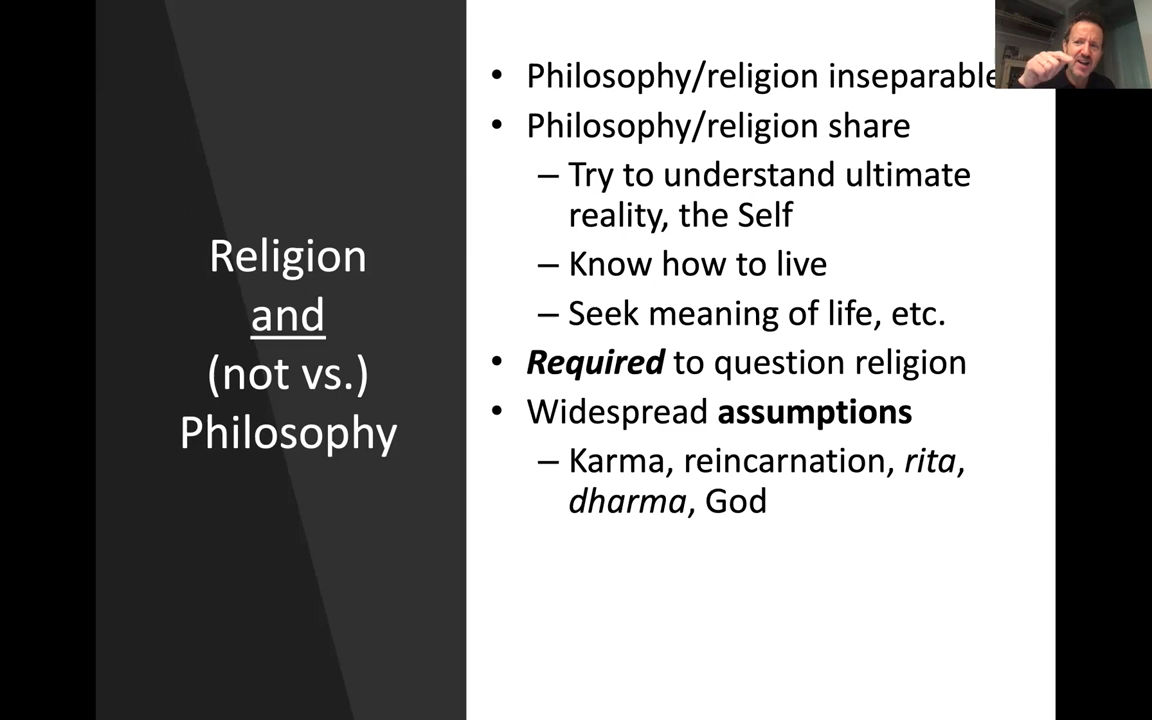 Religion
and
(not vs.)
Philosophy
• Philosophy/religion inseparable
• Philosophy/religion share
– Try to understand ultimate
reality, the Self
– Know how to live
– Seek meaning of life, etc.
• Required to question religion
• Widespread assumptions
– Karma, reincarnation, rita,
dharma, God